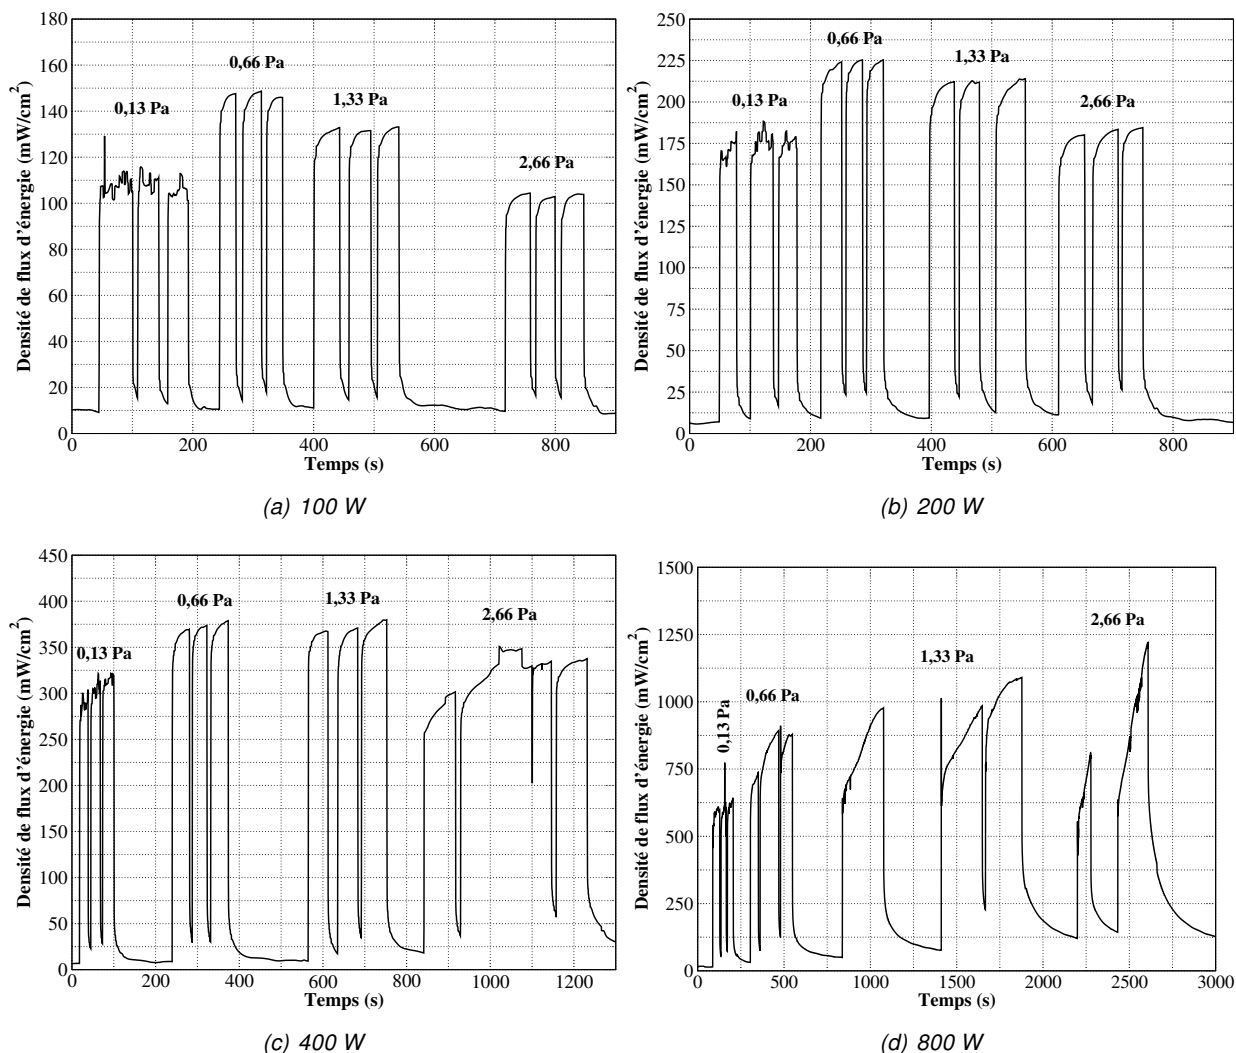 180
160
140
120
100
80
60
40
20
0
0 200 400 600 800
Densité de flux d'énergie (mW/cm²)
Temps (s)
0,13 Pa
0,66 Pa
1,33 Pa
2,66 Pa
(a) 100 W
250
225
200
175
150
125
100
75
50
25
0
0 200 400 600 800
Densité de flux d'énergie (mW/cm²)
Temps (s)
0,13 Pa
0,66 Pa
1,33 Pa
2,66 Pa
(b) 200 W
450
400
350
300
250
200
150
100
50
0
0 200 400 600 800 1000 1200
Densité de flux d'énergie (mW/cm²)
Temps (s)
0,13 Pa
0,66 Pa
1,33 Pa
2,66 Pa
(c) 400 W
1500
1250
1000
750
500
250
0
0 500 1000 1500 2000 2500 3000
Densité de flux d'énergie (mW/cm²)
Temps (s)
0,13 Pa
0,66 Pa
1,33 Pa
2,66 Pa
(d) 800 W